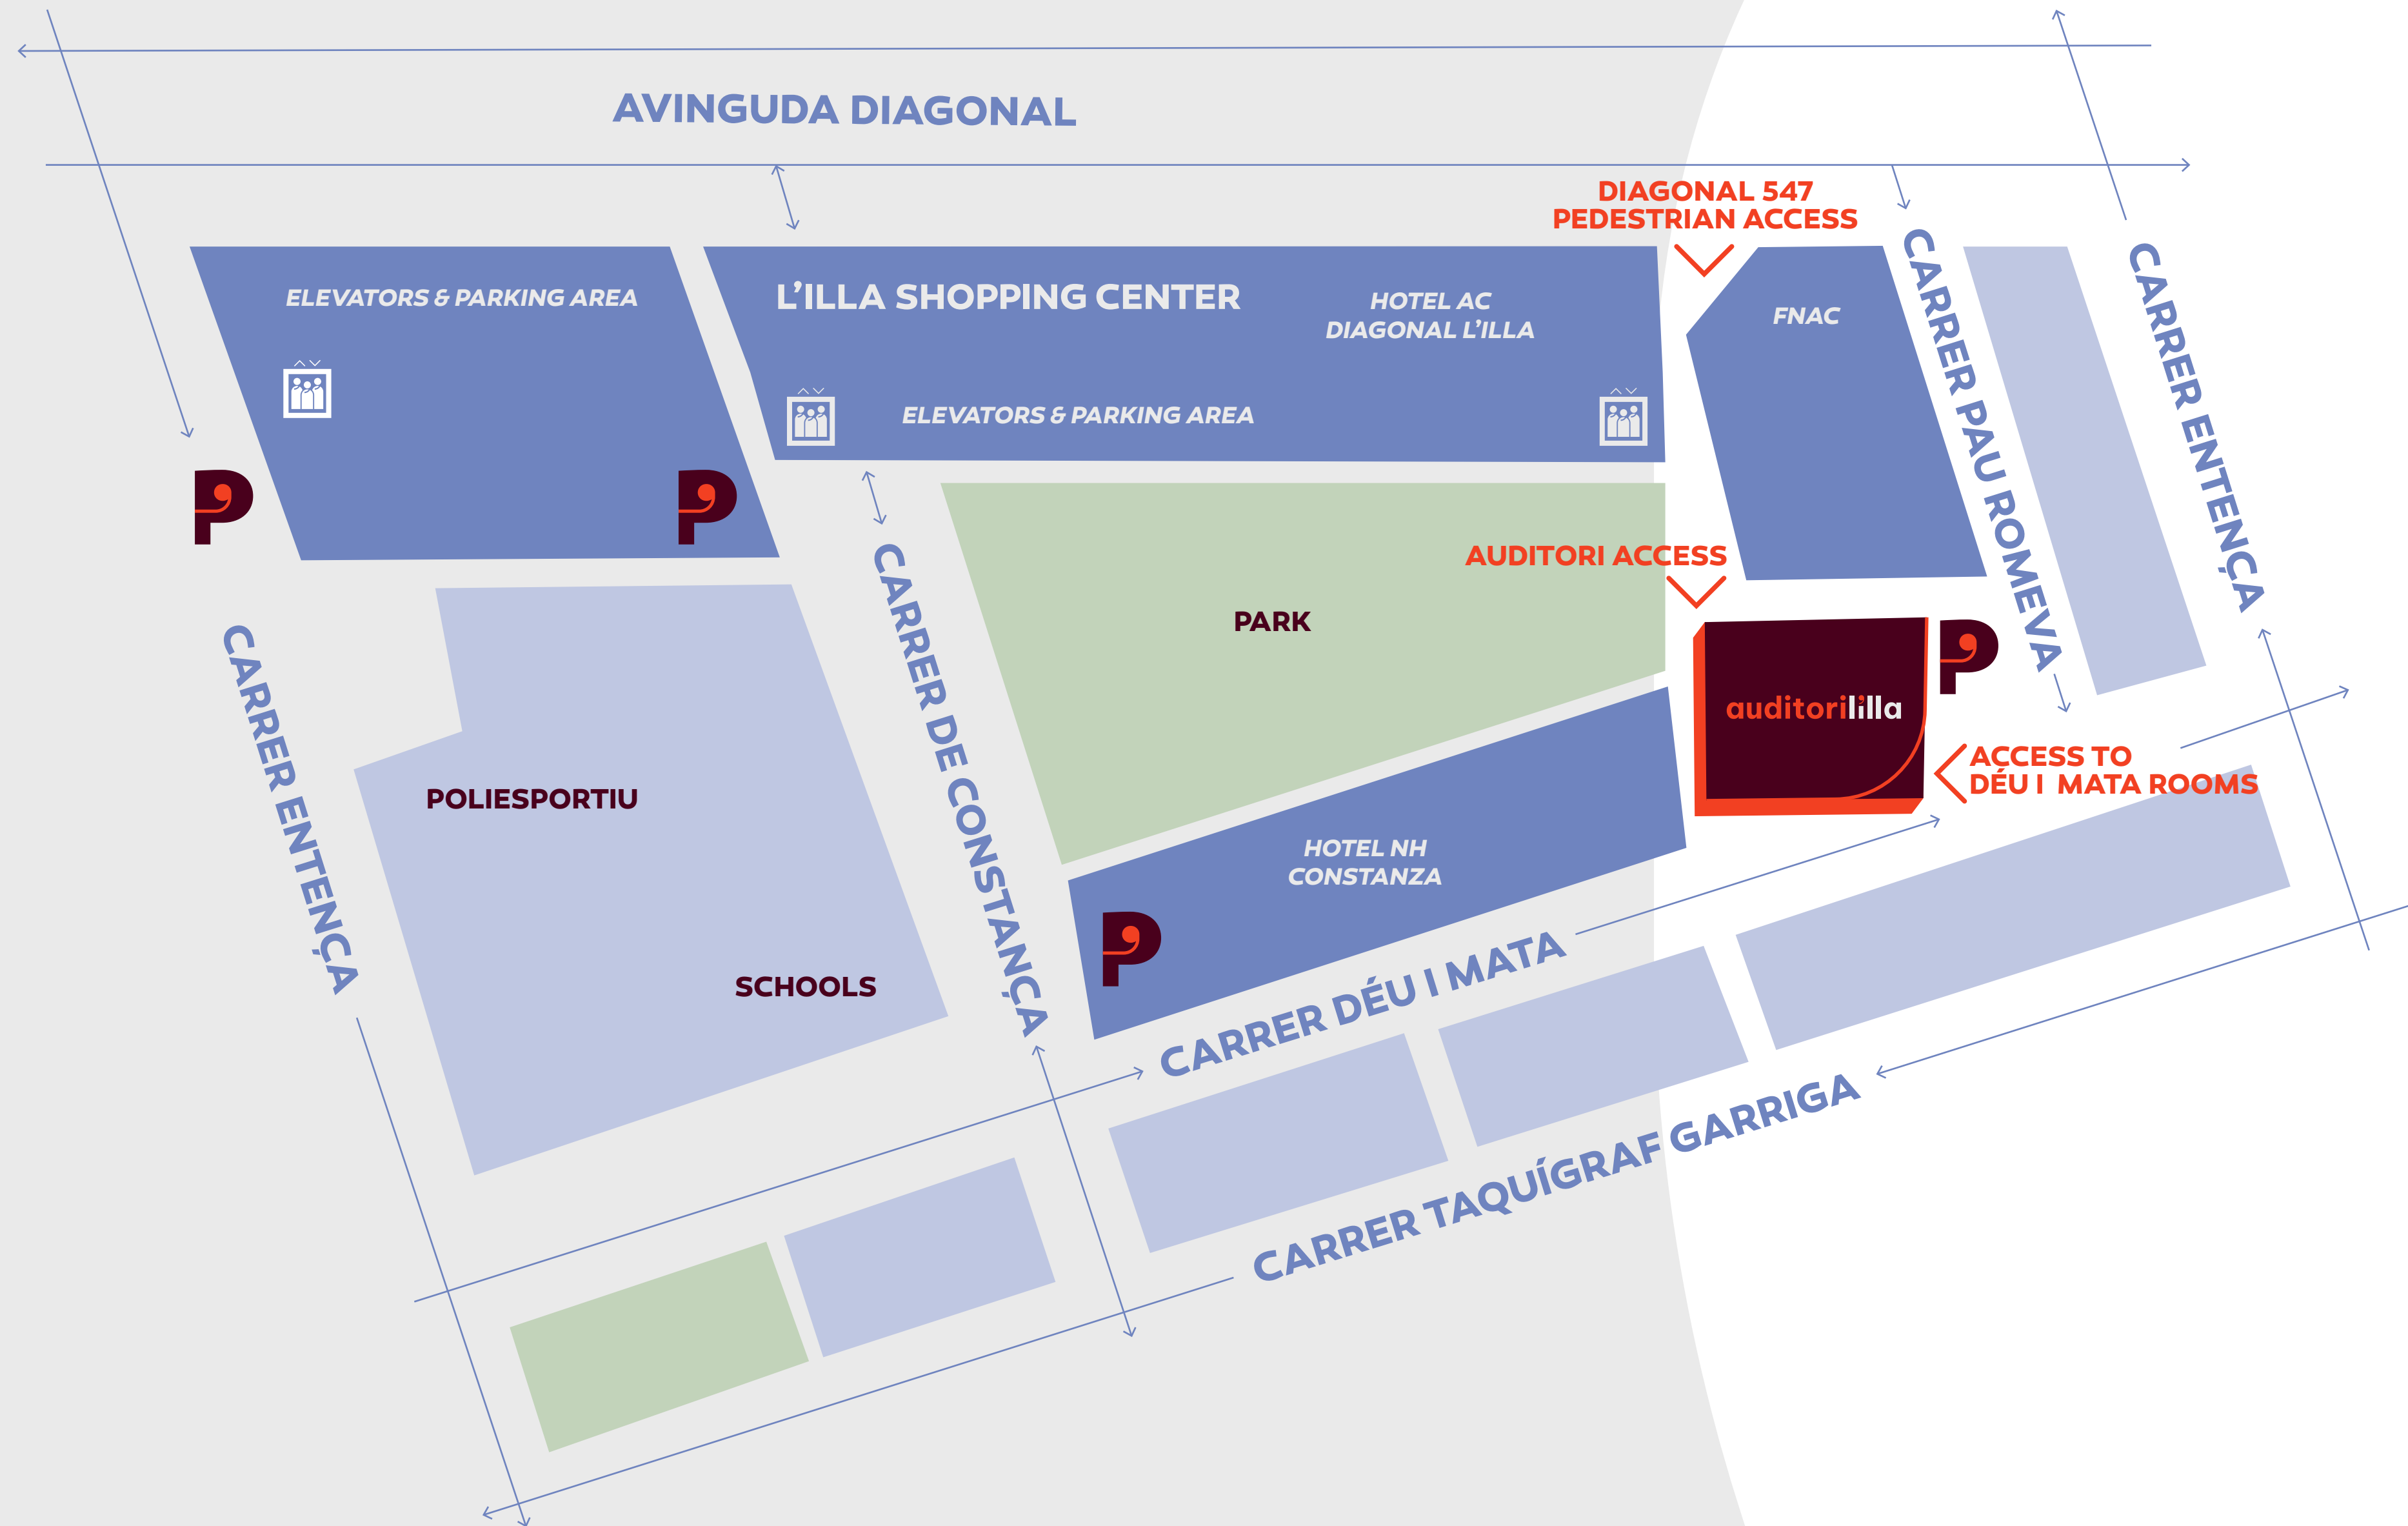 AVINGUDA DIAGONAL
DIAGONAL 547
PEDESTRIAN ACCESS
ELEVATORS & PARKING AREA
L'ILLA SHOPPING CENTER
HOTEL AC
DIAGONAL L'ILLA
FNAC
CARRER PAU ROMEVA
CARRER ENTENÇA
ELEVATORS & PARKING AREA
P
P
AUDITORI ACCESS
CARRER DE CONSTANÇA
PARK
CARRER ENTENÇA
P
auditorililla
POLIESPORTIU
ACCESS TO
DÉU I MATA ROOMS
HOTEL NH
CONSTANZA
P
SCHOOLS
CARRER DÉU I MATA
CARRER TAQUÍGRAF GARRIGA